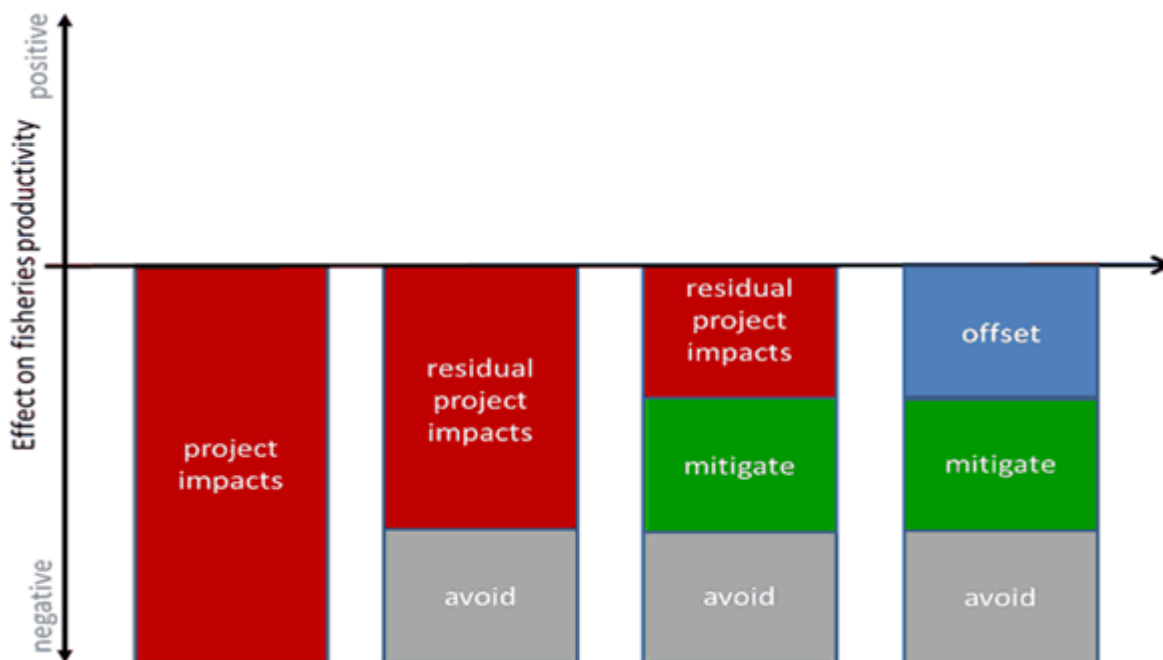 positive
Effect on fisheries productivity
negative
project
impacts
residual
project
impacts
avoid
residual
project
impacts
mitigate
avoid
offset
mitigate
avoid